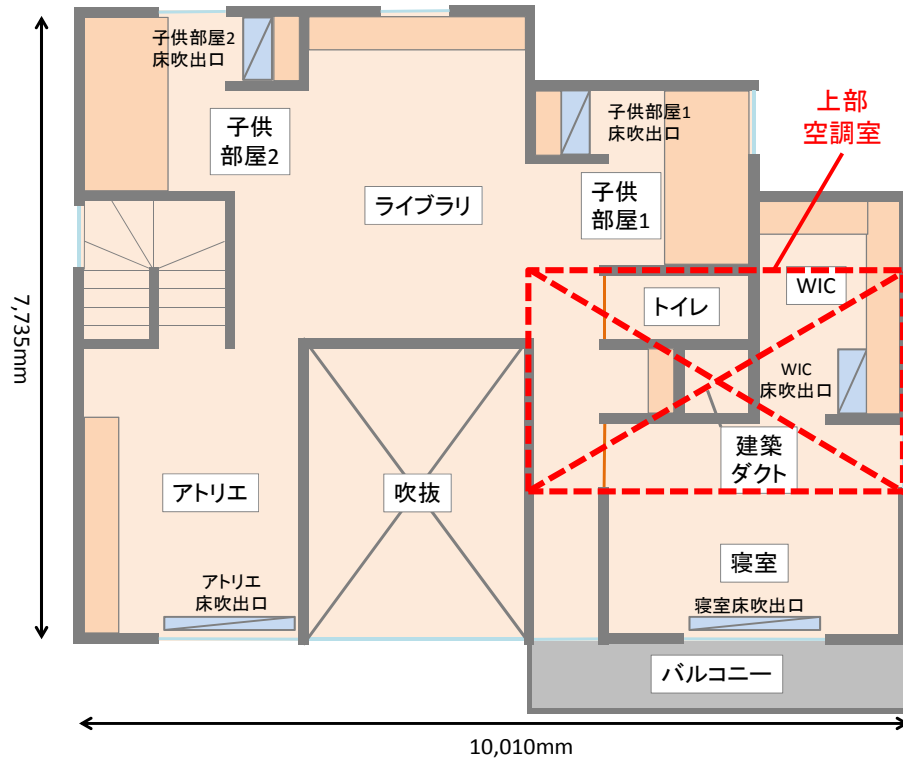 子供部屋2
床吹出口
子供
部屋2
子供部屋1
床吹出口
上部
空調室
ライブラリ
子供
部屋1
WIC
トイレ
7,735mm
WIC
床吹出口
建築
ダクト
アトリエ
吹抜
寝室
アトリエ
床吹出口
寝室床吹出口
バルコニー
10,010mm